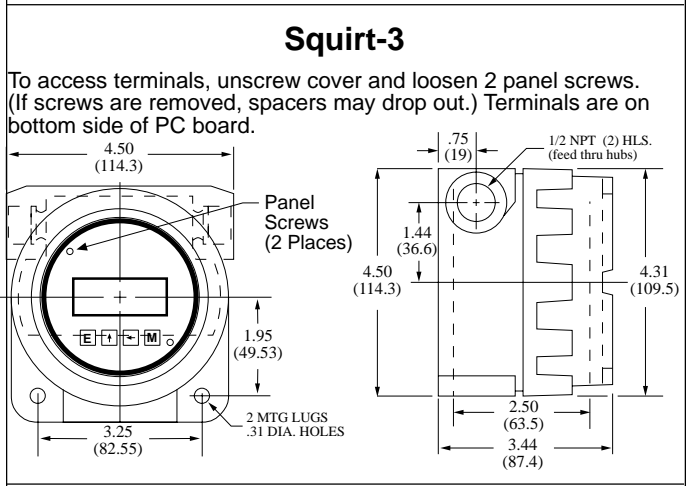 Squirt-3
To access terminals, unscrew cover and loosen 2 panel screws.
(If screws are removed, spacers may drop out.) Terminals are on
bottom side of PC board.
4.50
(114.3)
Panel
Screws
(2 Places)
E
M
1.95
(49.53)
2 MTG LUGS
.31 DIA. HOLES
3.25
(82.55)
.75
(19)
1/2 NPT (2) HLS.
(feed thru hubs)
1.44
(36.6)
4.50
(114.3)
4.31
(109.5)
2.50
(63.5)
3.44
(87.4)